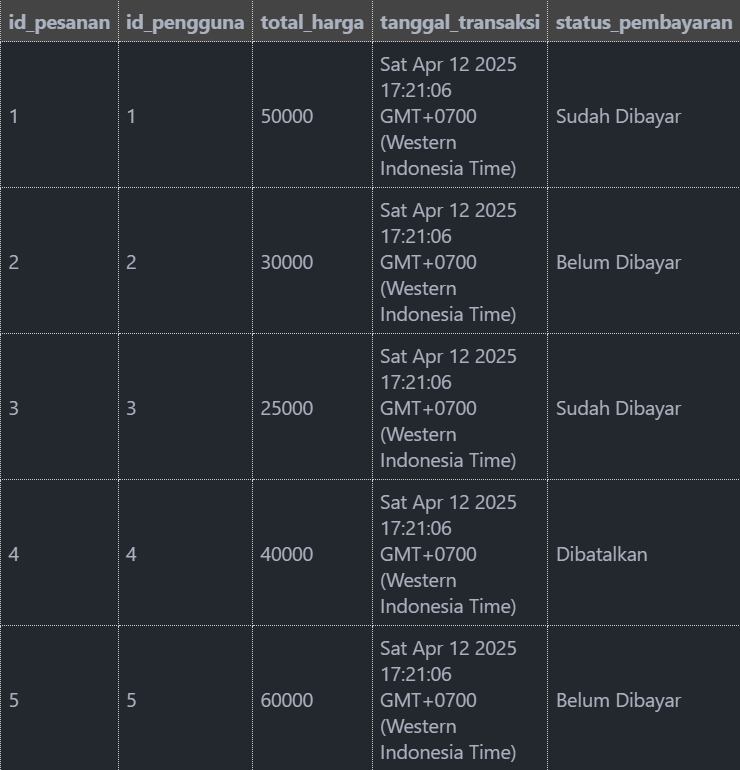 id_pesanan id_pengguna total_harga tanggal_transaksi status_pembayaran
1 1 50000 Sat Apr 12 2025 17:21:06 GMT+0700 (Western Indonesia Time) Sudah Dibayar
2 2 30000 Sat Apr 12 2025 17:21:06 GMT+0700 (Western Indonesia Time) Belum Dibayar
3 3 25000 Sat Apr 12 2025 17:21:06 GMT+0700 (Western Indonesia Time) Sudah Dibayar
4 4 40000 Sat Apr 12 2025 17:21:06 GMT+0700 (Western Indonesia Time) Dibatalkan
5 5 60000 Sat Apr 12 2025 17:21:06 GMT+0700 (Western Indonesia Time) Belum Dibayar